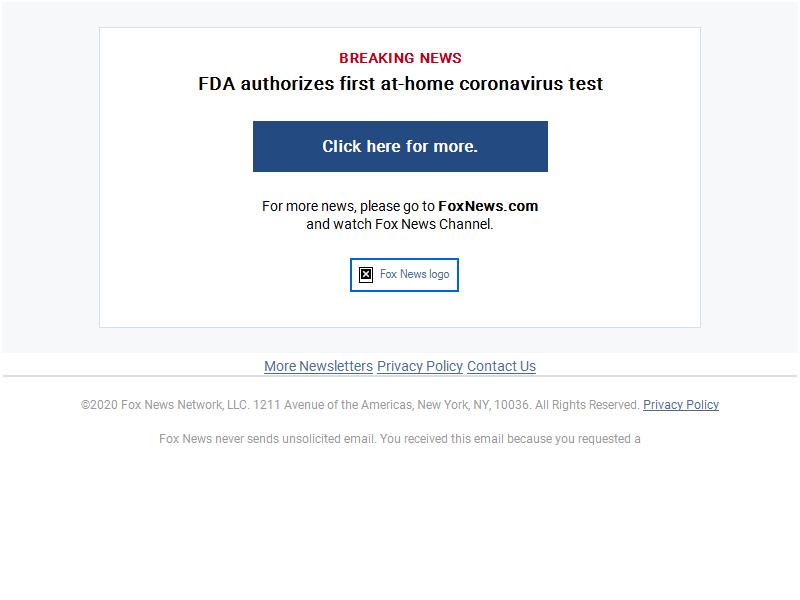 BREAKING NEWS
FDA authorizes first at-home coronavirus test
Click here for more.
For more news, please go to FoxNews.com
and watch Fox News Channel.
Fox News logo
More Newsletters Privacy Policy Contact Us
©2020 Fox News Network, LLC. 1211 Avenue of the Americas, New York, NY, 10036. All Rights Reserved. Privacy Policy
Fox News never sends unsolicited email. You received this email because you requested a